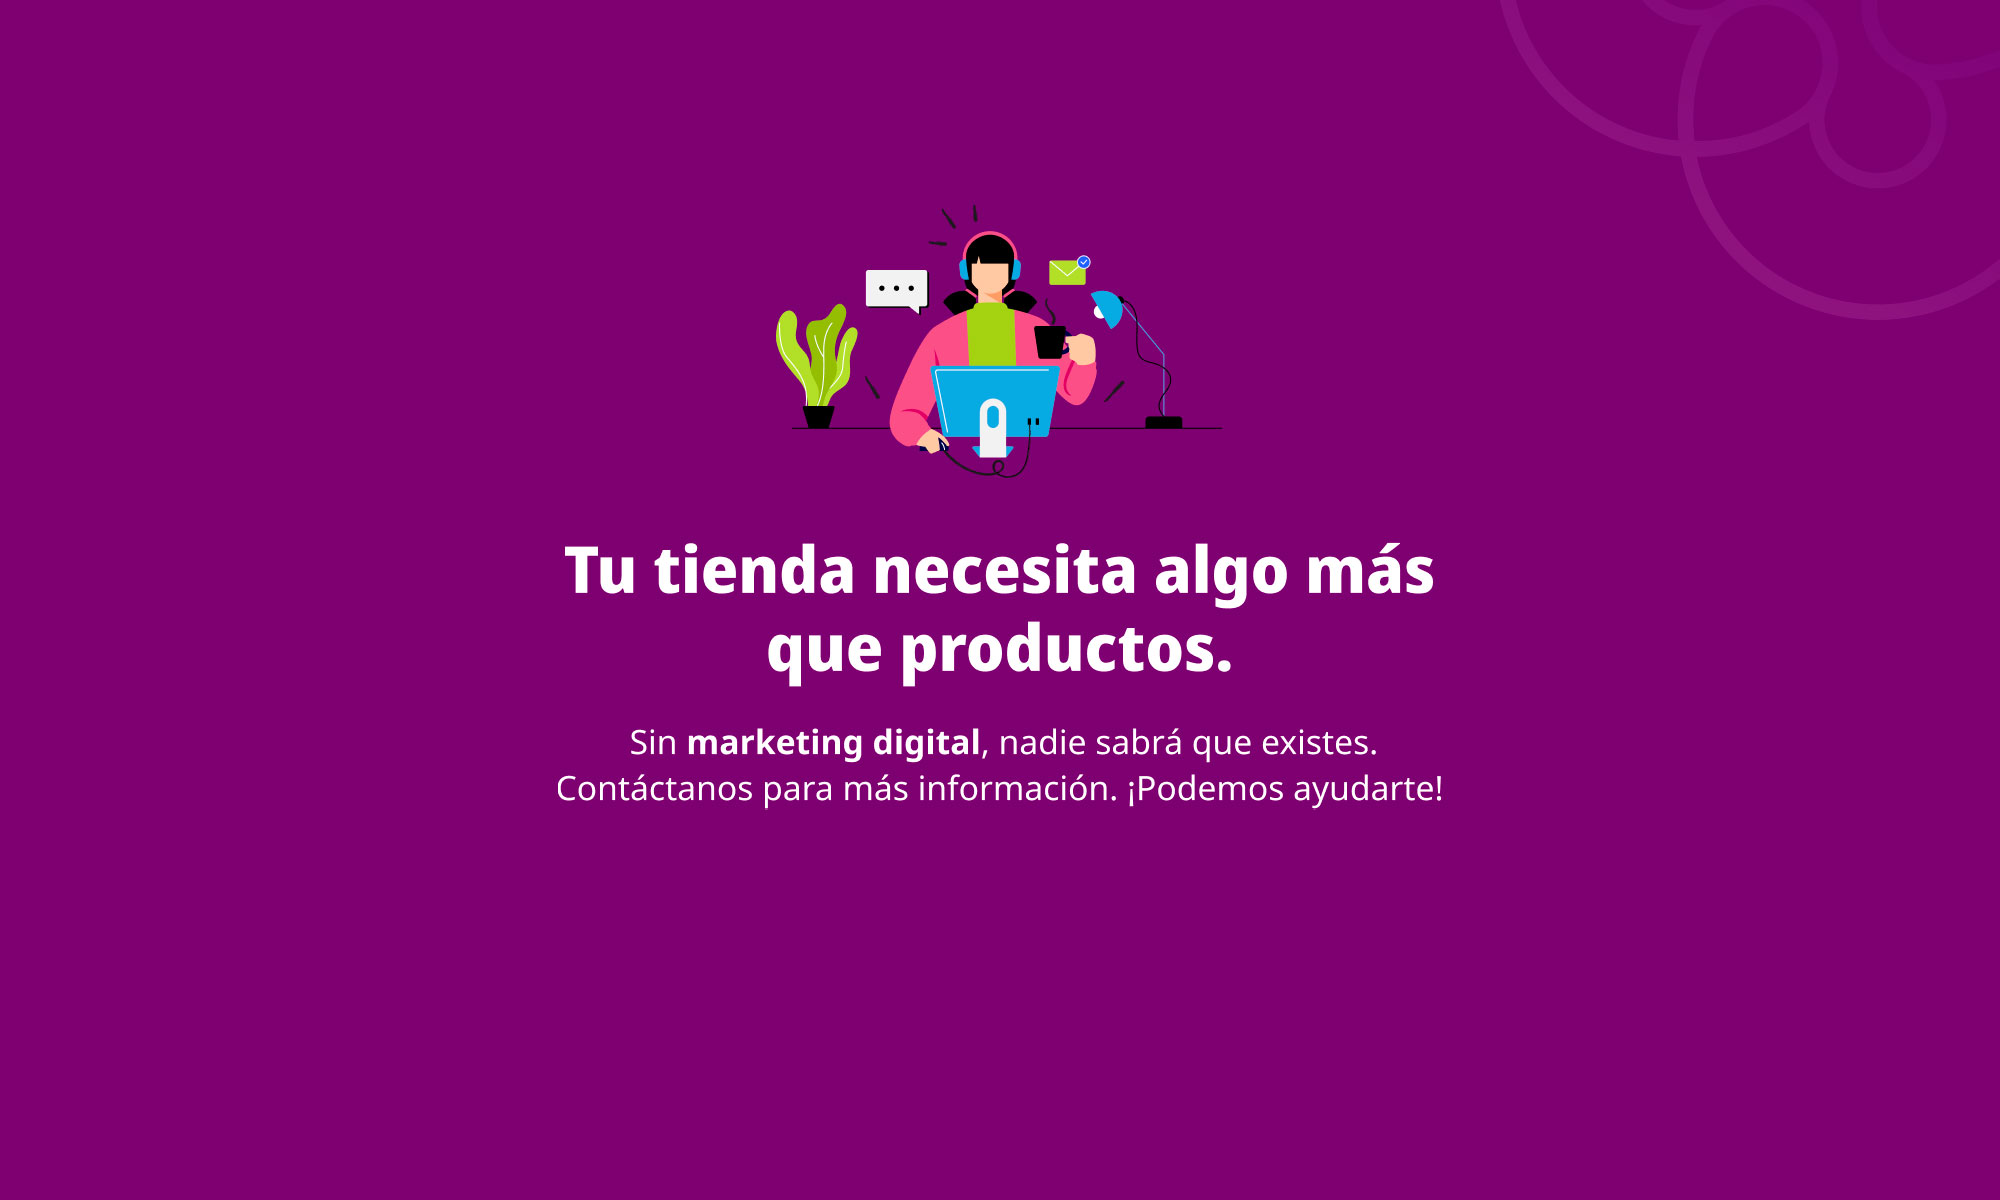 Tu tienda necesita algo más
que productos.
Sin marketing digital, nadie sabrá que existes.
Contáctanos para más información. ¡Podemos ayudarte!